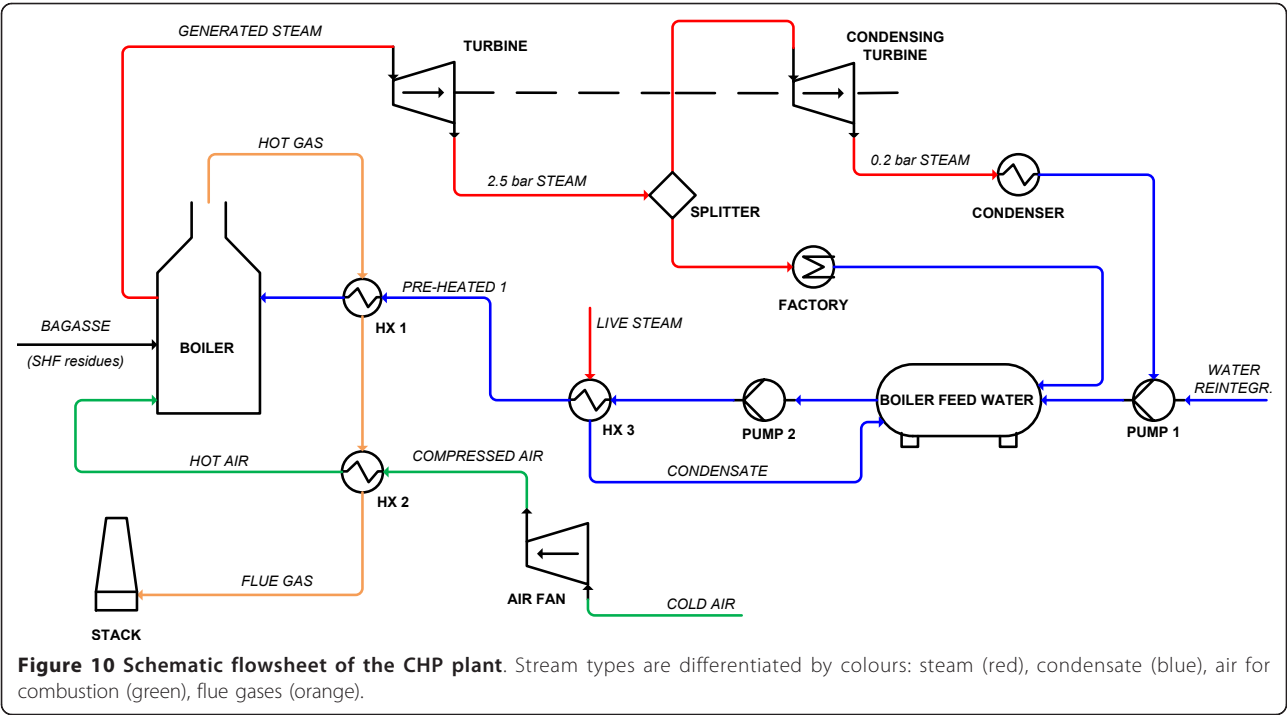 GENERATED STEAM
TURBINE
CONDENSING
TURBINE
HOT GAS
0.2 bar STEAM
2.5 bar STEAM
SPLITTER
CONDENSER
PRE-HEATED 1
FACTORY
HX 1
LIVE STEAM
BAGASSE
(SHF residues)
BOILER
WATER
REINTEGR.
BOILER FEED WATER
HX 3
PUMP 2
PUMP 1
HOT AIR
COMPRESSED AIR
CONDENSATE
HX 2
FLUE GAS
AIR FAN
COLD AIR
STACK
Figure 10 Schematic flowsheet of the CHP plant. Stream types are differentiated by colours: steam (red), condensate (blue), air for
combustion (green), flue gases (orange).